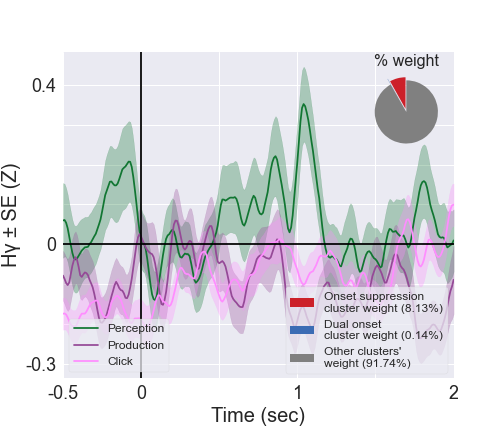 % weight
0.4
0
-0.3
Hγ ± SE (Z)
Perception
Production
Click
Onset suppression
cluster weight (8.13%)
Dual onset
cluster weight (0.14%)
Other clusters'
weight (91.74%)
-0.5
0
1
2
Time (sec)